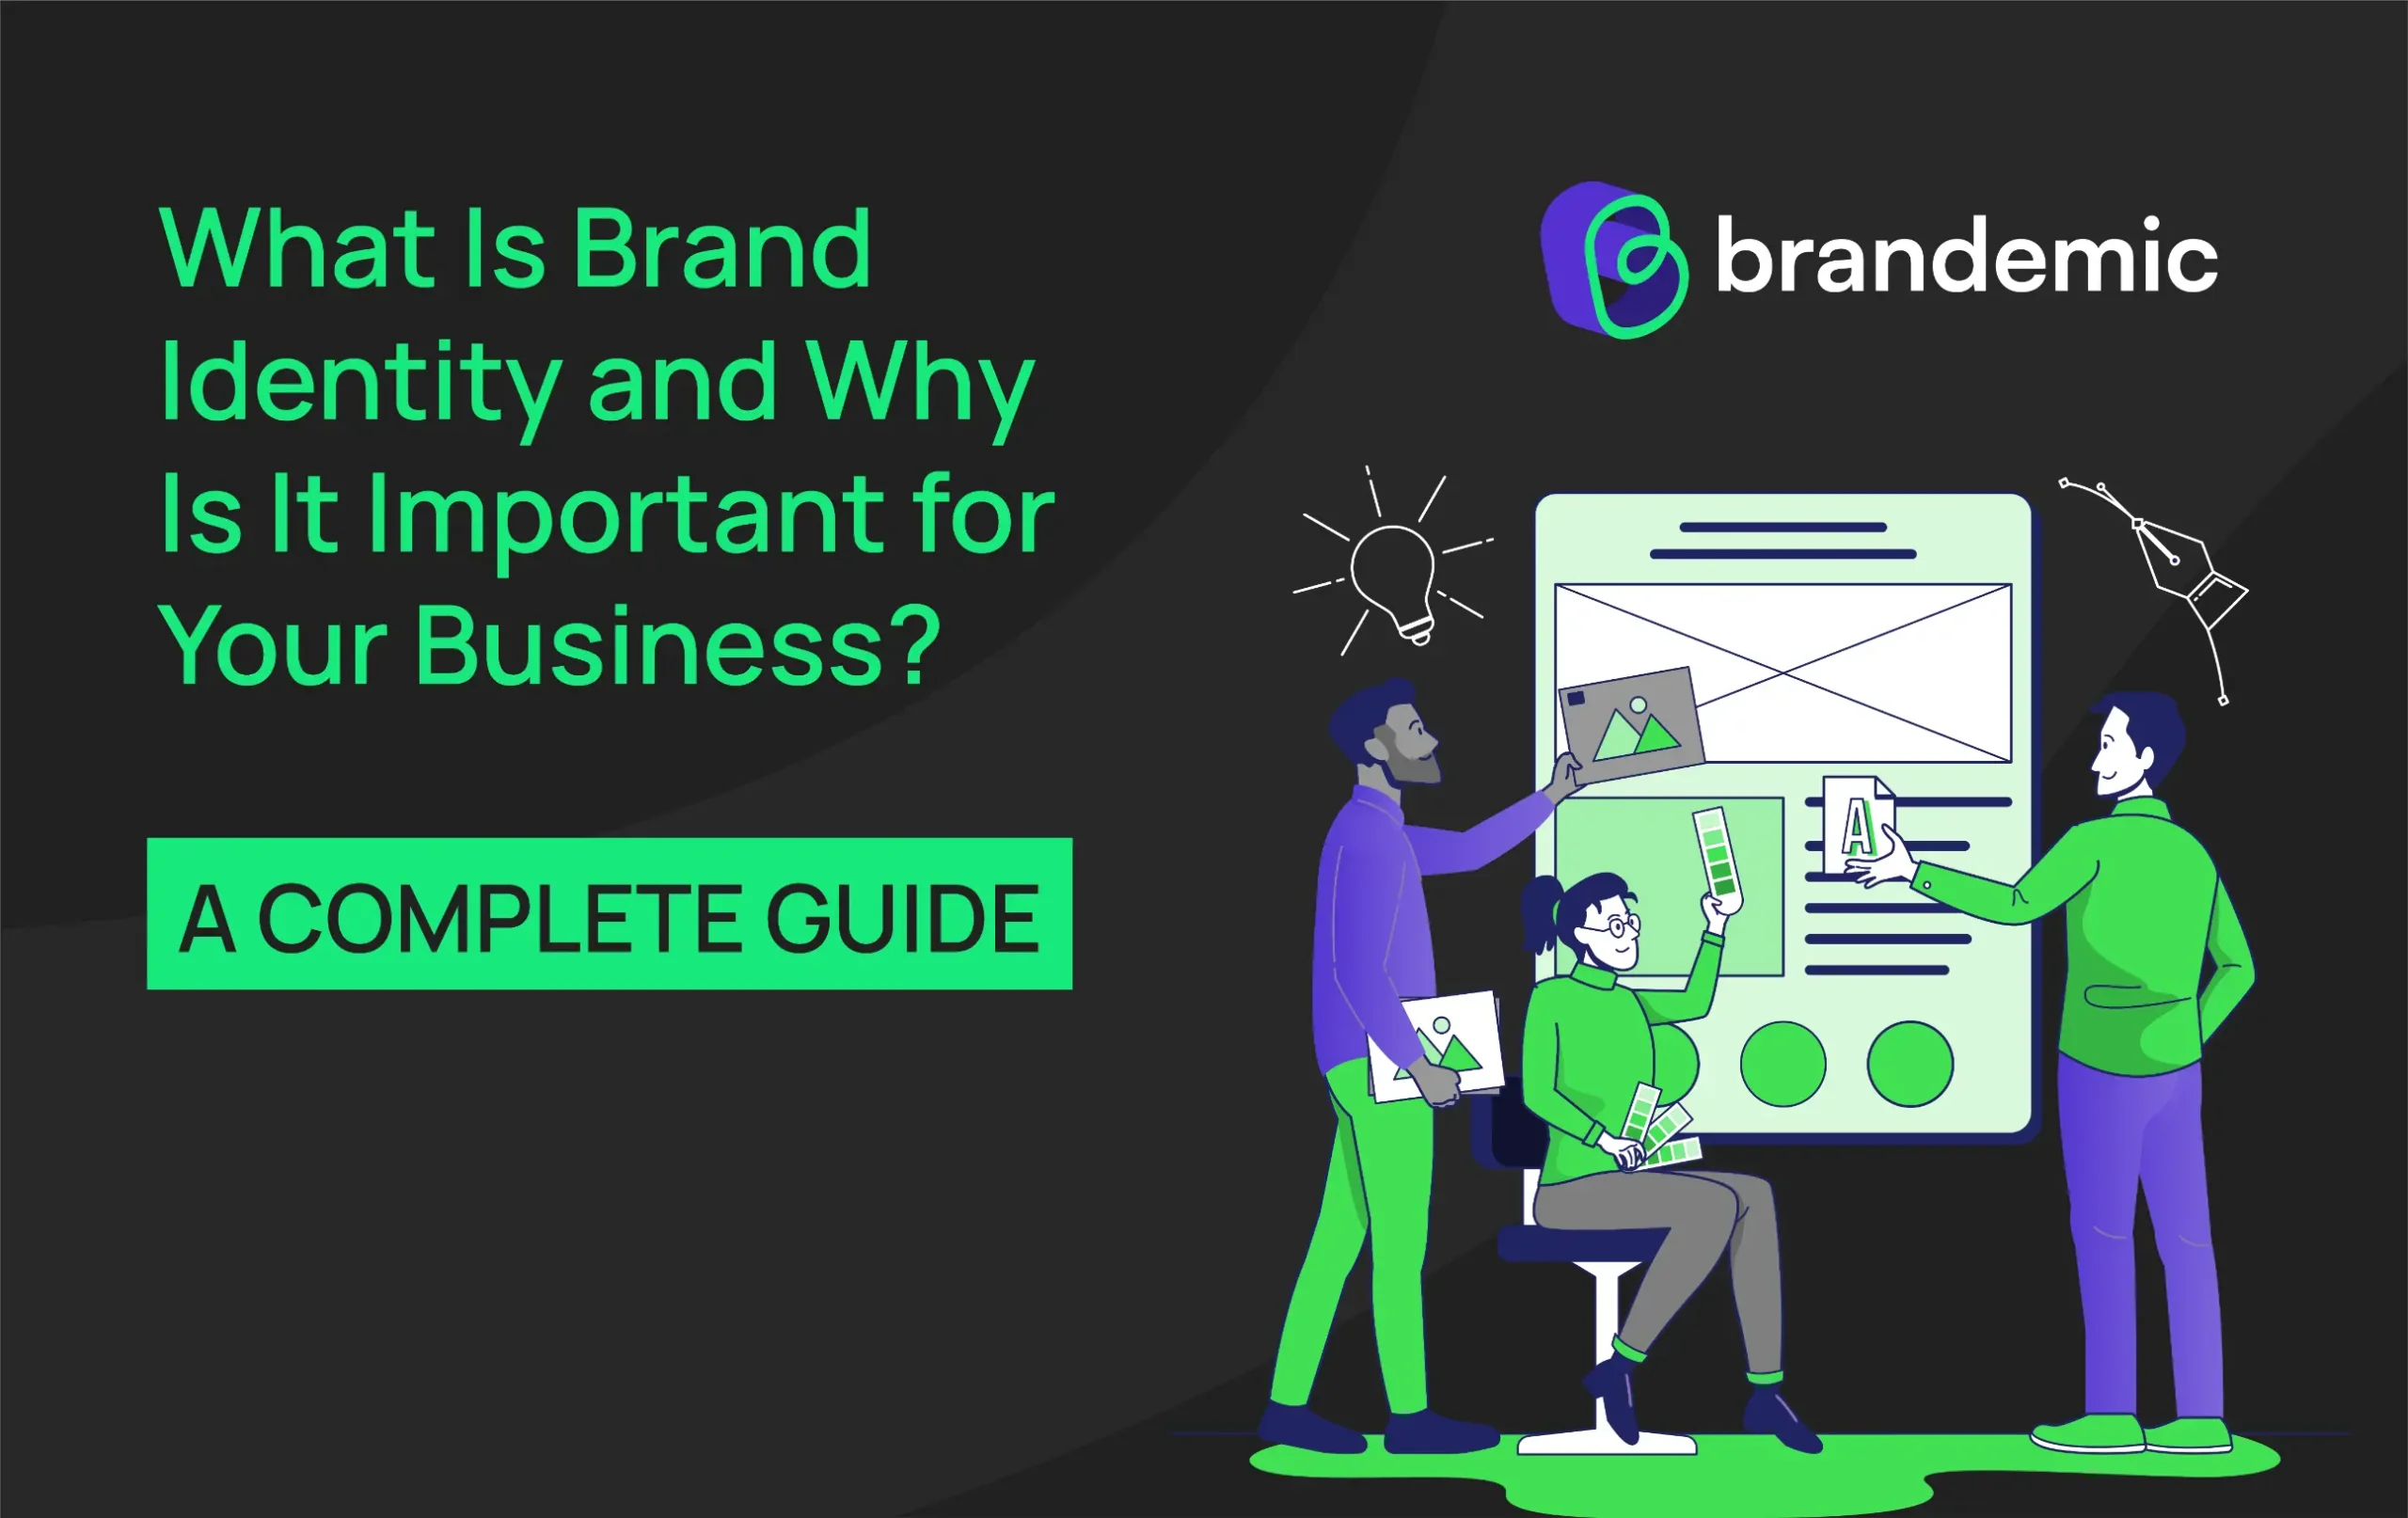 What Is Brand
Identity and Why
Is It Important for
Your Business?
A COMPLETE GUIDE
brandemic
A